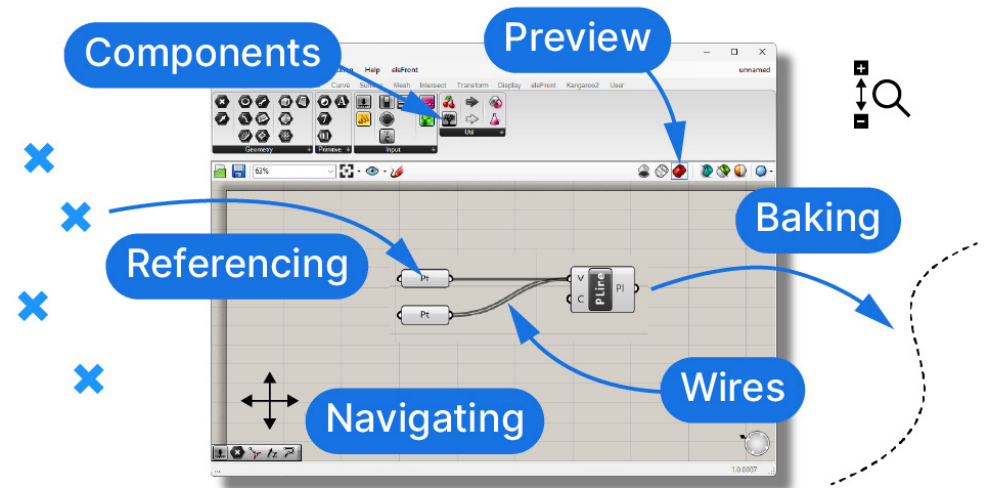 Components
Preview
Help eleFront
unnamed
Curve Mesh Intersect Transform Display eleFront Kangaroo2 User
Geometry
Primitive
Input
Util
63%
Baking
Referencing
Pt
Pt
V
C
PLine
Pl
Wires
Navigating
1.0.0007